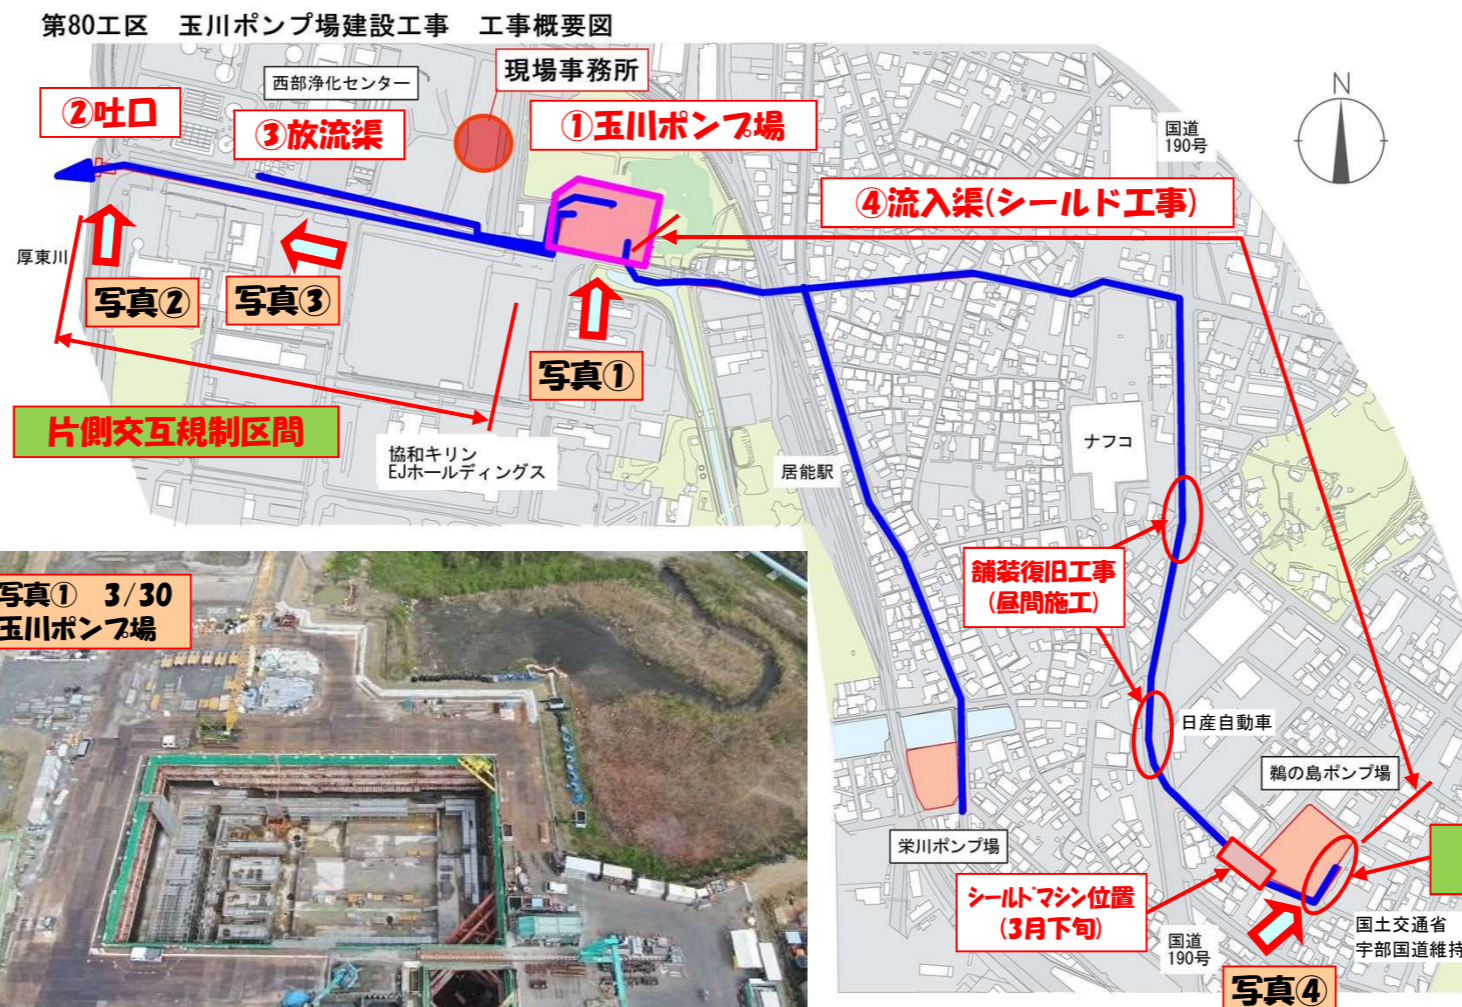 第80工区 玉川ポンプ場建設工事 工事概要図
西部浄化センター
現場事務所
②吐口
③放流渠
①玉川ポンプ場
国道
190号
N
④流入渠(シールド工事)
厚東川
写真②
写真③
写真①
片側交互規制区間
協和キリン
EJホールディングス
居能駅
ナフコ
舗装復旧工事
(昼間施工)
写真① 3/30
玉川ポンプ場
日産自動車
鵜の島ポンプ場
栄川ポンプ場
シールドマシン位置
(3月下旬)
国道
190号
国土交通省
宇部国道維持
写真④